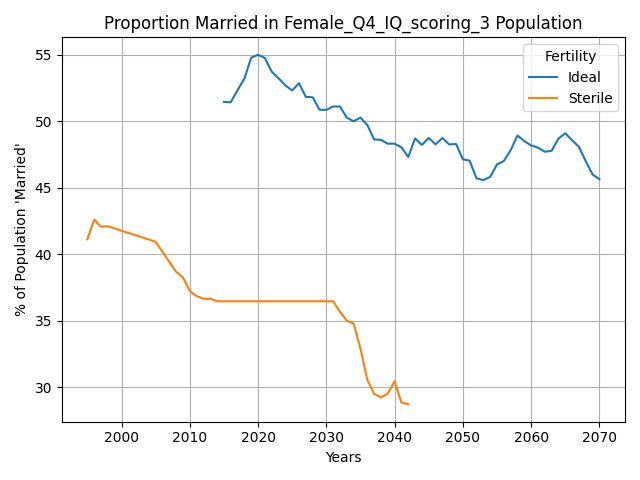 Proportion Married in Female_Q4_IQ_scoring_3 Population
Fertility
Ideal
Sterile
% of Population 'Married'
55
50
45
40
35
30
2000 2010 2020 2030 2040 2050 2060 2070
Years